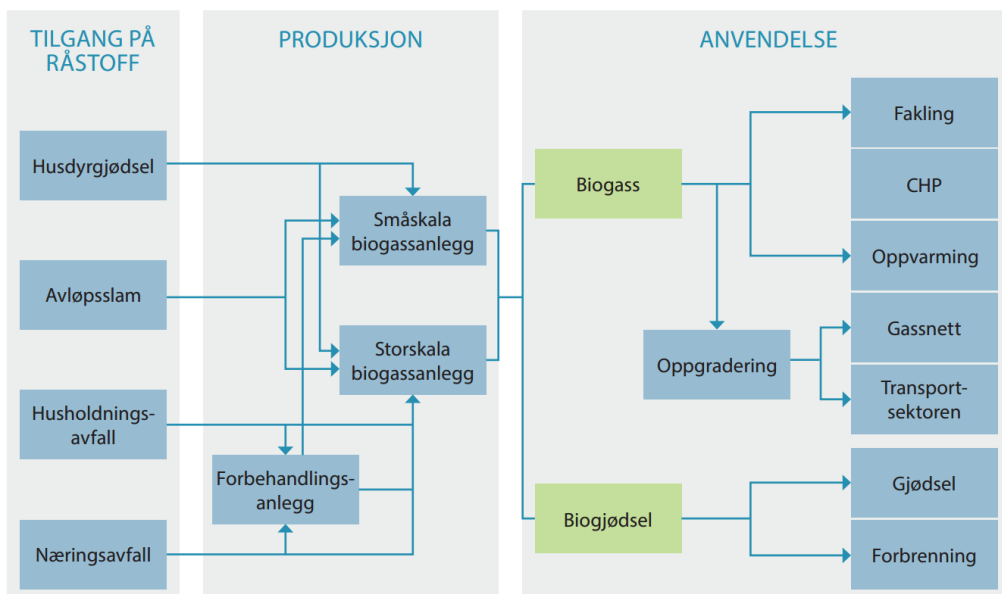 TILGANG PÅ
RÅSTOFF
PRODUKSJON
ANVENDELSE
Husdyrgjødsel
Avløpsslam
Husholdnings-
avfall
Næringsavfall
Småskala
biogassanlegg
Storskala
biogassanlegg
Forbehandlings-
anlegg
Biogass
Oppgradering
Biogjødsel
Fakling
CHP
Oppvarming
Gassnett
Transport-
sektoren
Gjødsel
Forbrenning